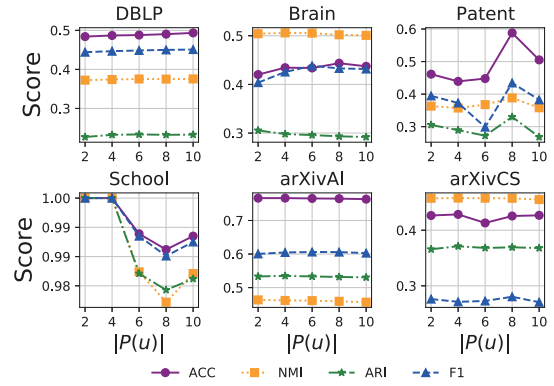 DBLP Brain Patent
Score
0.5
0.4
0.3
2 4 6 8 10
0.5
0.4
0.3
2 4 6 8 10
0.6
0.5
0.4
0.3
2 4 6 8 10
School arXivAI arXivCS
Score
1.00
0.99
0.99
0.98
2 4 6 8 10
0.7
0.6
0.5
2 4 6 8 10
0.4
0.3
2 4 6 8 10
|P(u)| |P(u)| |P(u)|
ACC NMI ARI F1